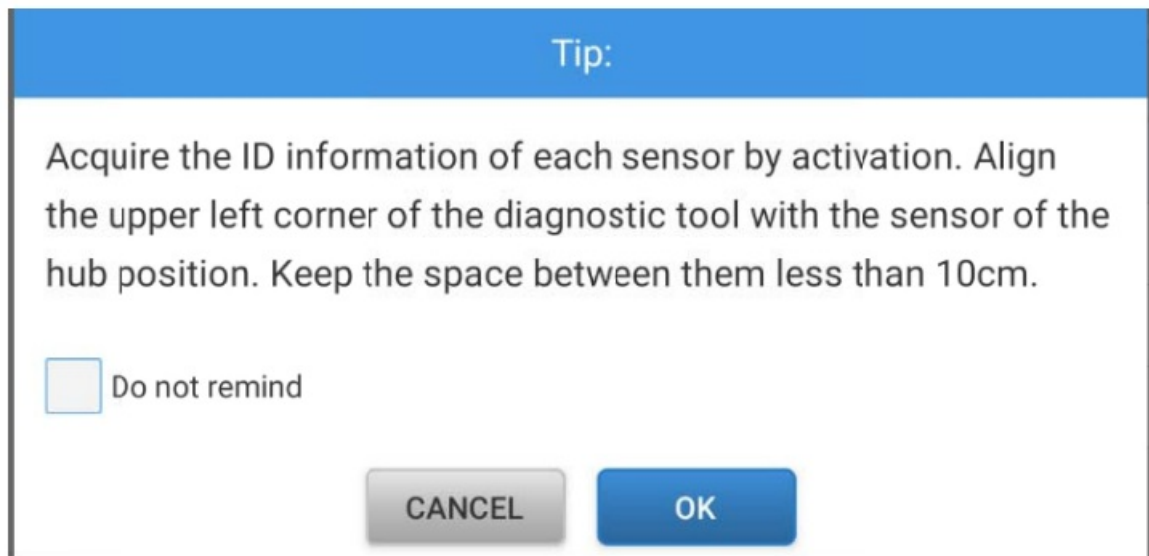 Tip:
Acquire the ID information of each sensor by activation. Align
the upper left corner of the diagnostic tool with the sensor of the
hub position. Keep the space between them less than 10cm.
Do not remind
CANCEL
OK